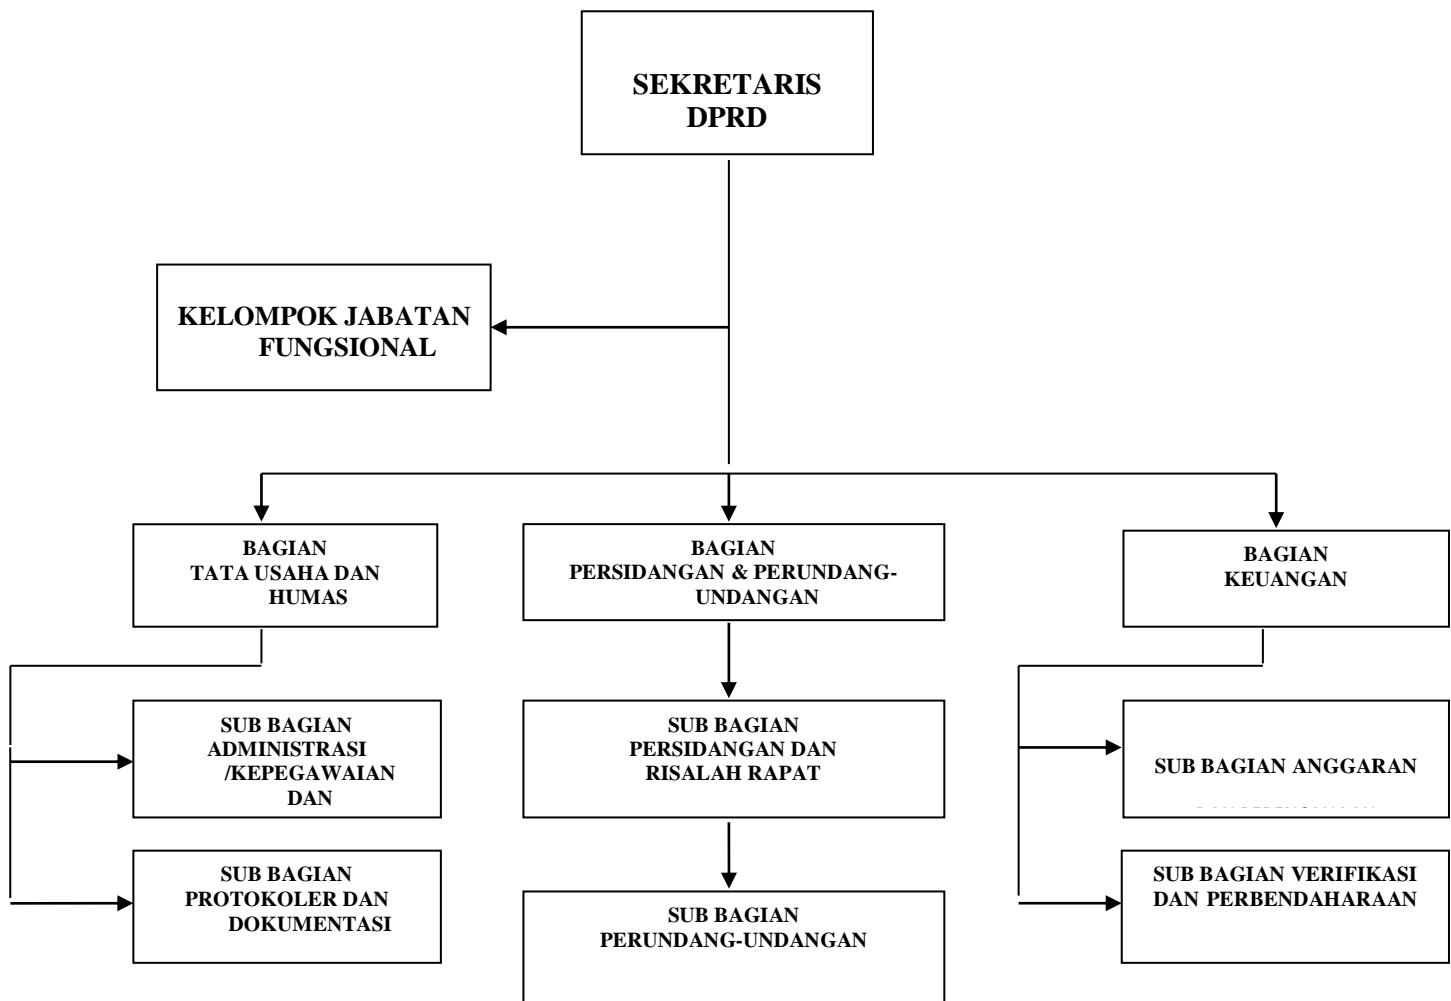 SEKRETARIS
DPRD
KELOMPOK JABATAN
FUNGSIONAL
BAGIAN
TATA USAHA DAN
HUMAS
BAGIAN
PERSIDANGAN & PERUNDANG-
UNDANGAN
BAGIAN
KEUANGAN
SUB BAGIAN
ADMINISTRASI
/KEPEGAWAIAN
DAN
SUB BAGIAN
PERSIDANGAN DAN
RISALAH RAPAT
SUB BAGIAN ANGGARAN
SUB BAGIAN
PROTOKOLER DAN
DOKUMENTASI
SUB BAGIAN
PERUNDANG-UNDANGAN
SUB BAGIAN VERIFIKASI
DAN PERBENDAHARAAN